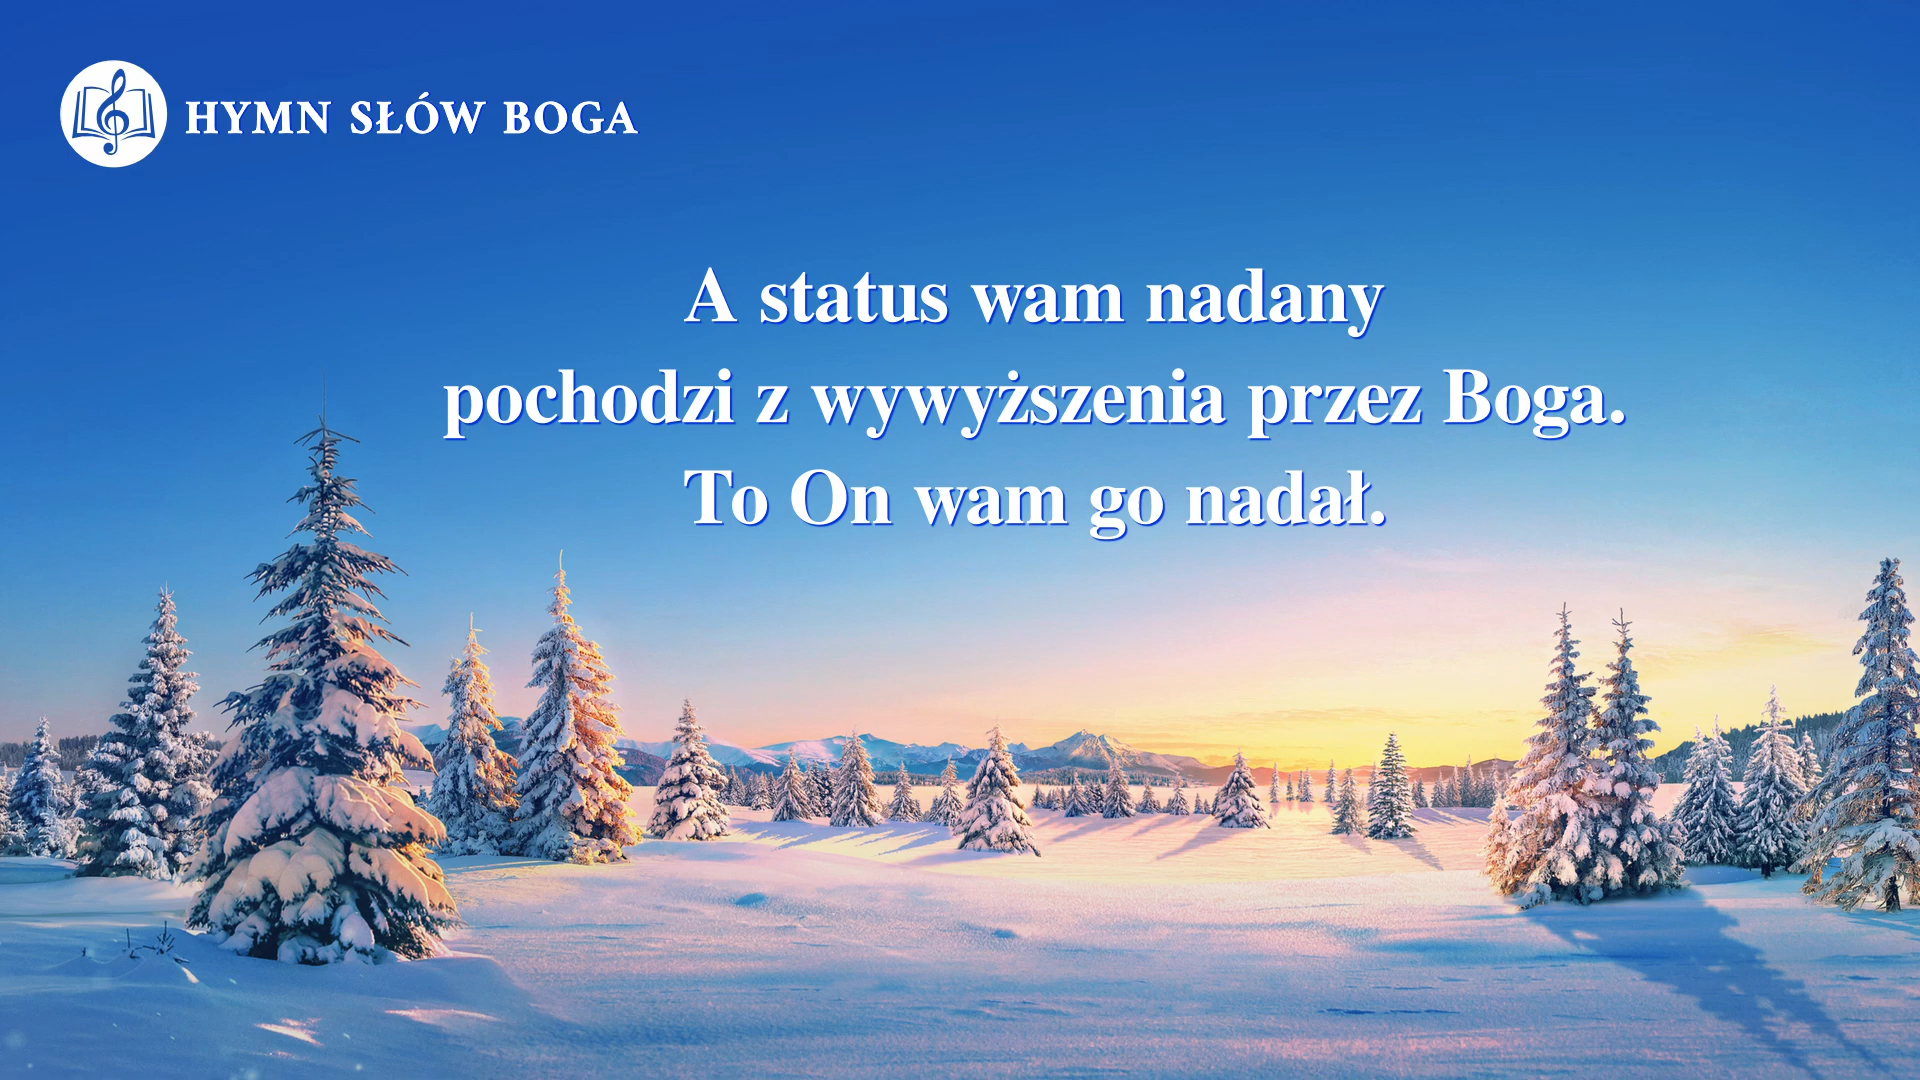 HYMN SŁÓW BOGA
A status wam nadany
pochodzi z wywyższenia przez Boga.
To On wam go nadał.